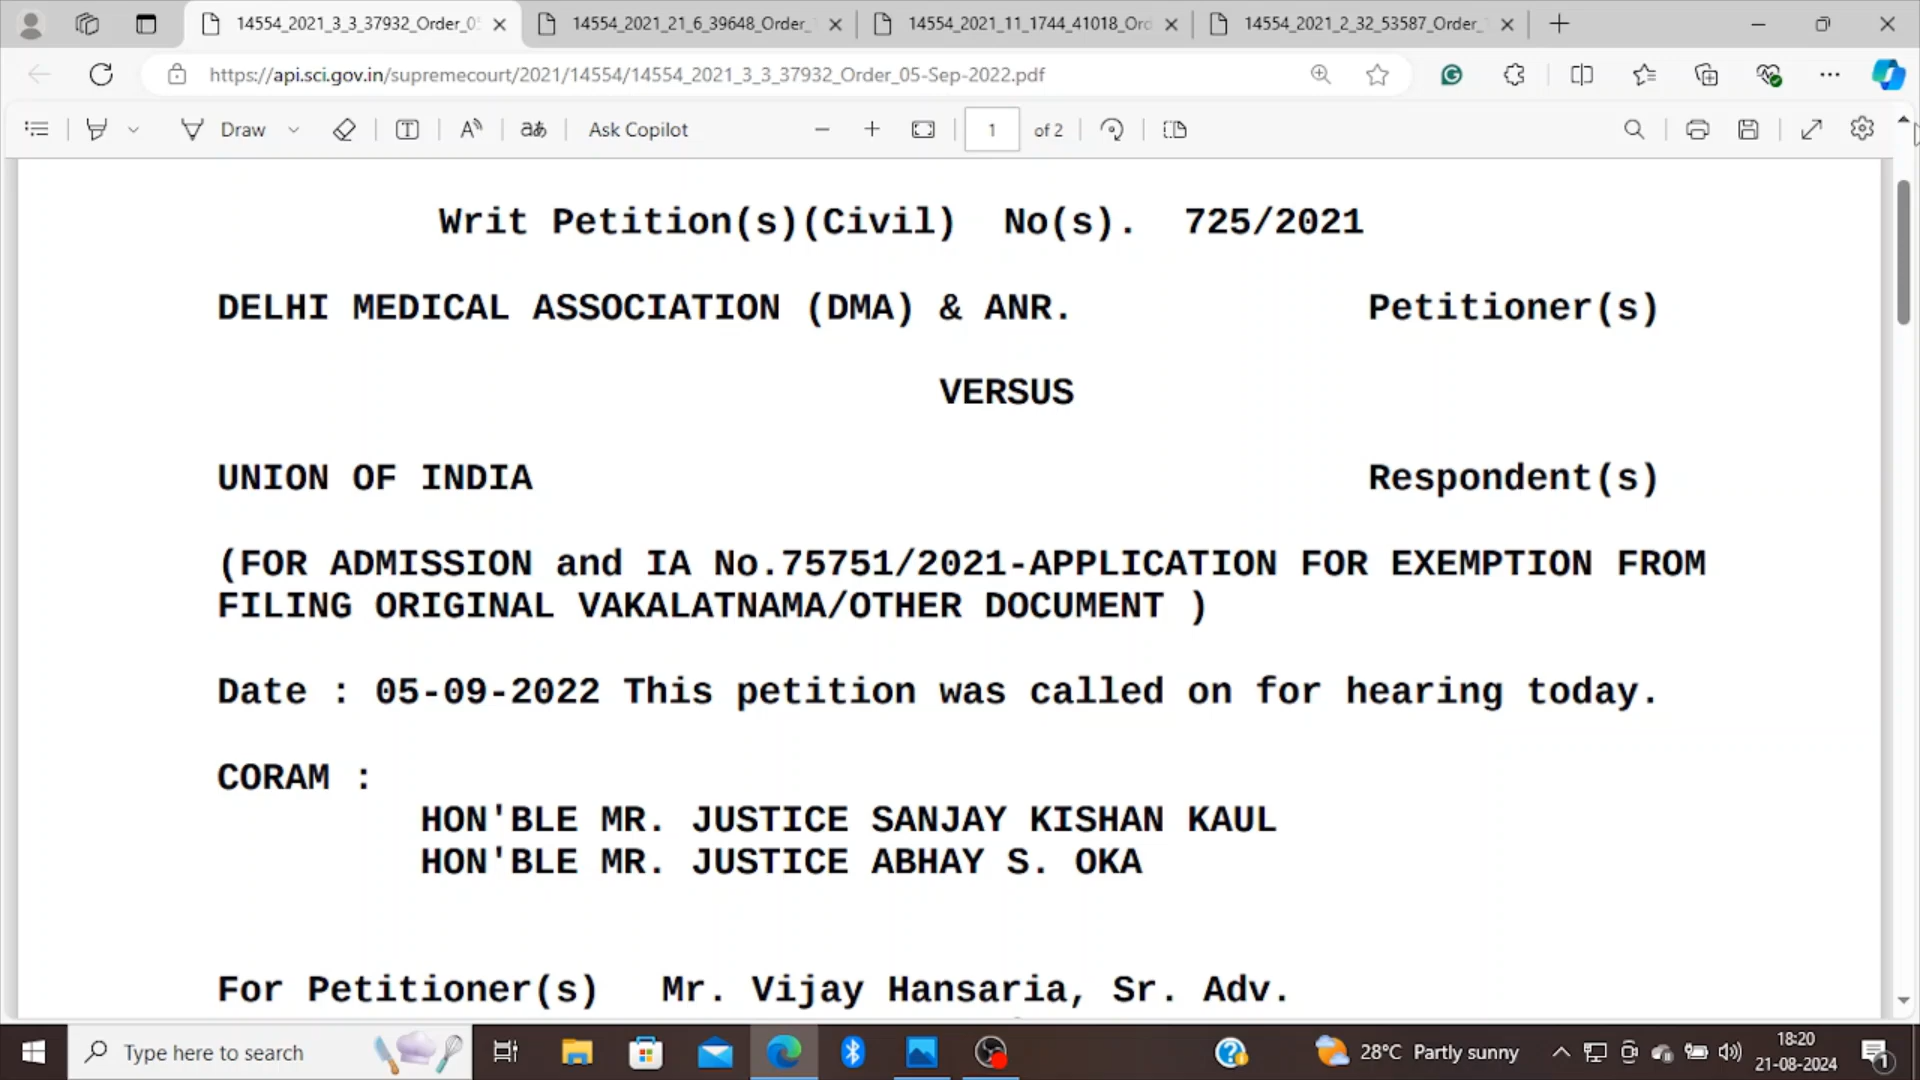 14554_2021_3_3_37932_Order_05
14554_2021_21_6_39648_Order_
14554_2021_11_1744_41018_Ord
14554_2021_2_32_53587_Order_
https://api.sci.gov.in/supremecourt/2021/14554/14554_2021_3_3_37932_Order_05-Sep-2022.pdf
Draw
Ask Copilot
1 of 2
Writ Petition(s)(Civil) No(s). 725/2021
DELHI MEDICAL ASSOCIATION (DMA) & ANR. Petitioner(s)
VERSUS
UNION OF INDIA Respondent(s)
(FOR ADMISSION and IA No.75751/2021-APPLICATION FOR EXEMPTION FROM
FILING ORIGINAL VAKALATNAMA/OTHER DOCUMENT )
Date : 05-09-2022 This petition was called on for hearing today.
CORAM :
HON'BLE MR. JUSTICE SANJAY KISHAN KAUL
HON'BLE MR. JUSTICE ABHAY S. OKA
For Petitioner(s) Mr. Vijay Hansaria, Sr. Adv.
Type here to search
28°C Partly sunny
18:20
21-08-2024
1